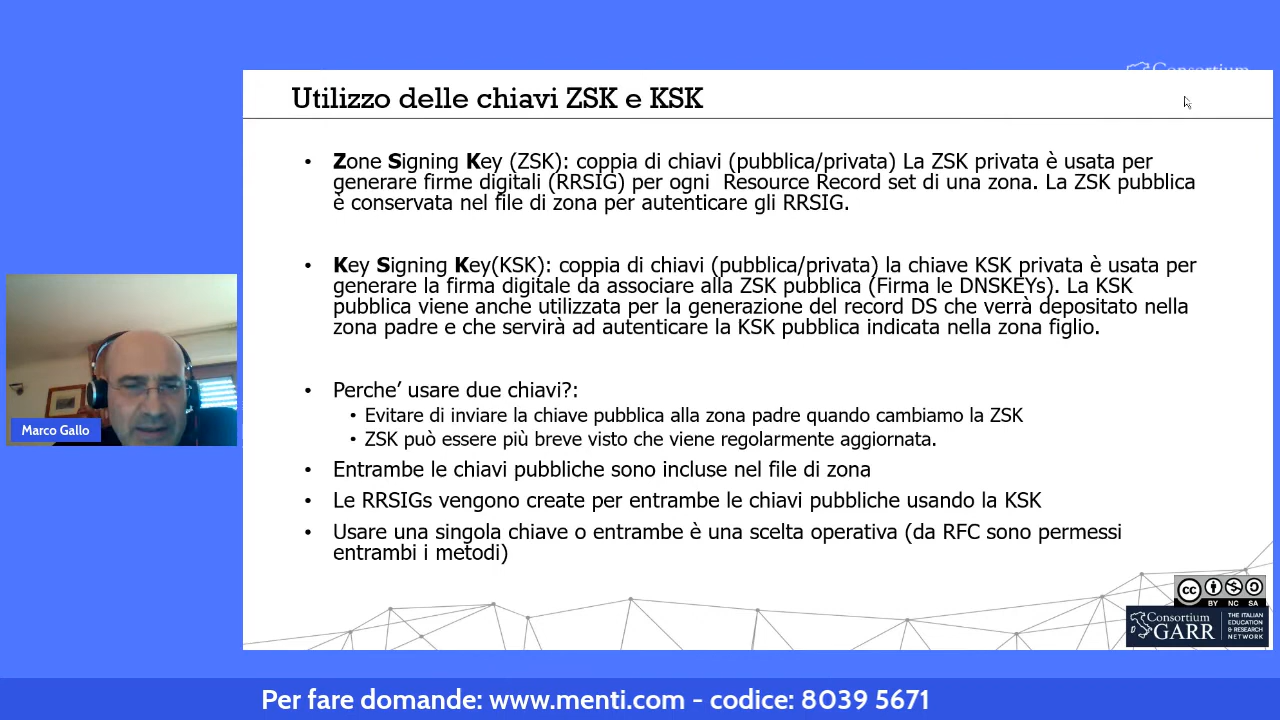 Consortium
Utilizzo delle chiavi ZSK e KSK
• Zone Signing Key (ZSK): coppia di chiavi (pubblica/privata) La ZSK privata è usata per
generare firme digitali (RRSIG) per ogni  Resource Record set di una zona. La ZSK pubblica
è conservata nel file di zona per autenticare gli RRSIG.
• Key Signing Key(KSK): coppia di chiavi (pubblica/privata) la chiave KSK privata è usata per
generare la firma digitale da associare alla ZSK pubblica (Firma le DNSKEYs). La KSK
pubblica viene anche utilizzata per la generazione del record DS che verrà depositato nella
zona padre e che servirà ad autenticare la KSK pubblica indicata nella zona figlio.
• Perche’ usare due chiavi?:
• Evitare di inviare la chiave pubblica alla zona padre quando cambiamo la ZSK
• ZSK può essere più breve visto che viene regolarmente aggiornata.
• Entrambe le chiavi pubbliche sono incluse nel file di zona
• Le RRSIGs vengono create per entrambe le chiavi pubbliche usando la KSK
• Usare una singola chiave o entrambe è una scelta operativa (da RFC sono permessi
entrambi i metodi)
Marco Gallo
cc
BY NC SA
Consortium
GARR
THE ITALIAN
EDUCATION
& RESEARCH
NETWORK
Per fare domande: www.menti.com - codice: 8039 5671